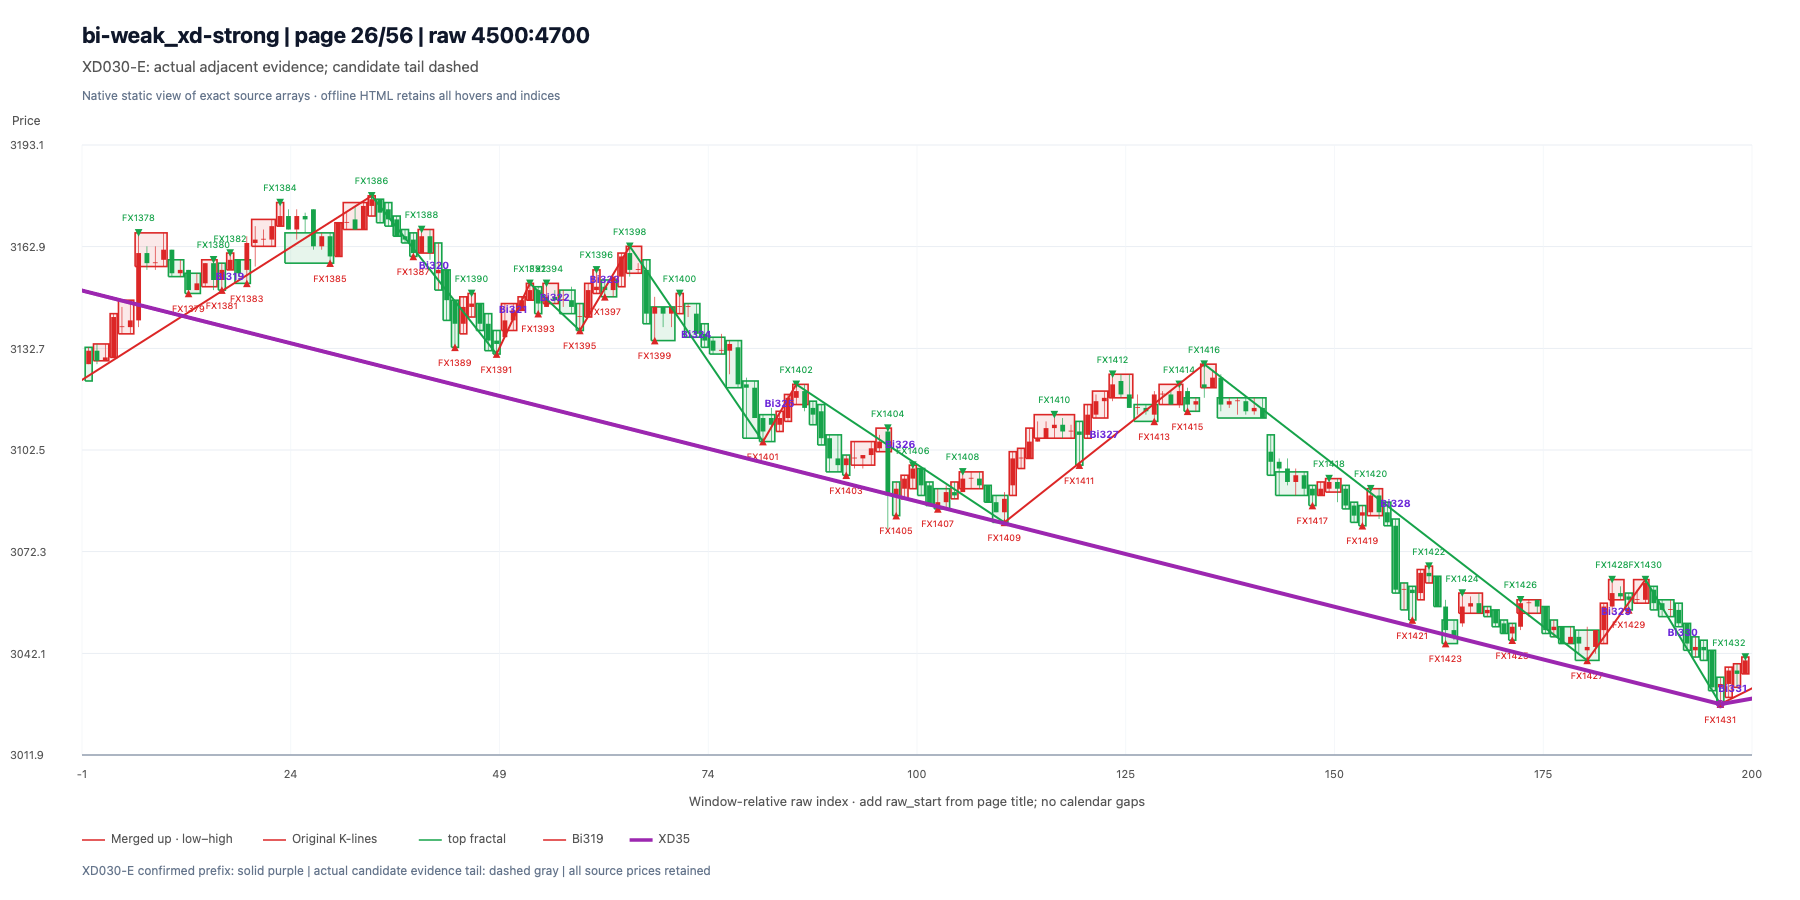 bi-weak_xd-strong | page 26/56 | raw 4500:4700
XD030-E: actual adjacent evidence; candidate tail dashed
Native static view of exact source arrays · offline HTML retains all hovers and indices
Price
3193.1
3162.9
3132.7
3102.5
3072.3
3042.1
3011.9
FX1386
FX1384
FX1388
FX1378
FX1398
FX1382
FX1380
FX1396
Bi320
FX1387
FX1394
Bi319
FX1385
FX1390
FX1400
Bi322
FX1383
FX1381
FX1379
Bi321
FX1397
FX1393
Bi324
FX1395
FX1399
FX1389
FX1391
FX1416
FX1412
FX1402
FX1414
Bi325
FX1410
FX1404
Bi327
FX1413
FX1415
Bi326
FX1406
FX1401
FX1408
FX1418
FX1420
FX1411
FX1403
Bi328
FX1417
FX1405
FX1407
FX1409
FX1419
FX1422
FX1428
FX1430
FX1424
FX1426
Bi329
FX1429
FX1421
Bi330
FX1432
FX1423
FX1425
FX1427
Bi331
FX1431
-1
24
49
74
100
125
150
175
200
Window-relative raw index · add raw_start from page title; no calendar gaps
Merged up · low–high
Original K-lines
top fractal
Bi319
XD35
XD030-E confirmed prefix: solid purple | actual candidate evidence tail: dashed gray | all source prices retained